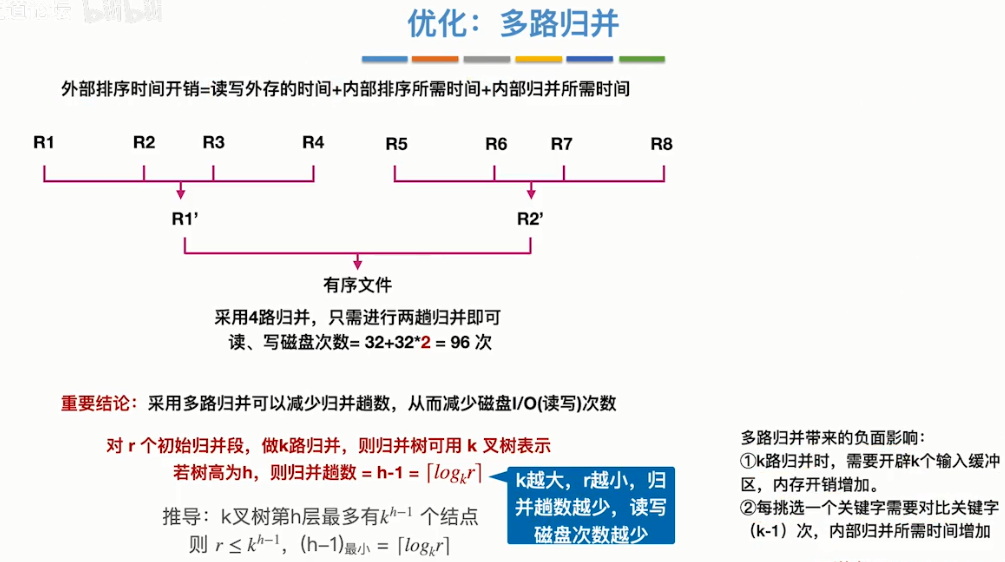 优化：多路归并
外部排序时间开销=读写外存的时间+内部排序所需时间+内部归并所需时间
R1 R2 R3 R4 R5 R6 R7 R8
R1’ R2’
有序文件
采用4路归并，只需进行两趟归并即可
读、写磁盘次数= 32+32*2 = 96 次
重要结论：采用多路归并可以减少归并趟数，从而减少磁盘I/O(读写)次数
对 r 个初始归并段，做k路归并，则归并树可用 k 叉树表示
若树高为h，则归并趟数 = h-1 = ⌈logₖr⌉
推导：k叉树第h层最多有kʰ⁻¹ 个结点
则 r ≤ kʰ⁻¹，(h−1)最小 = ⌈logₖr⌉
k越大，r越小，归
并趟数越少，读写
磁盘次数越少
多路归并带来的负面影响：
①k路归并时，需要开辟k个输入缓冲
区，内存开销增加。
②每挑选一个关键字需要对比关键字
（k-1）次，内部归并所需时间增加